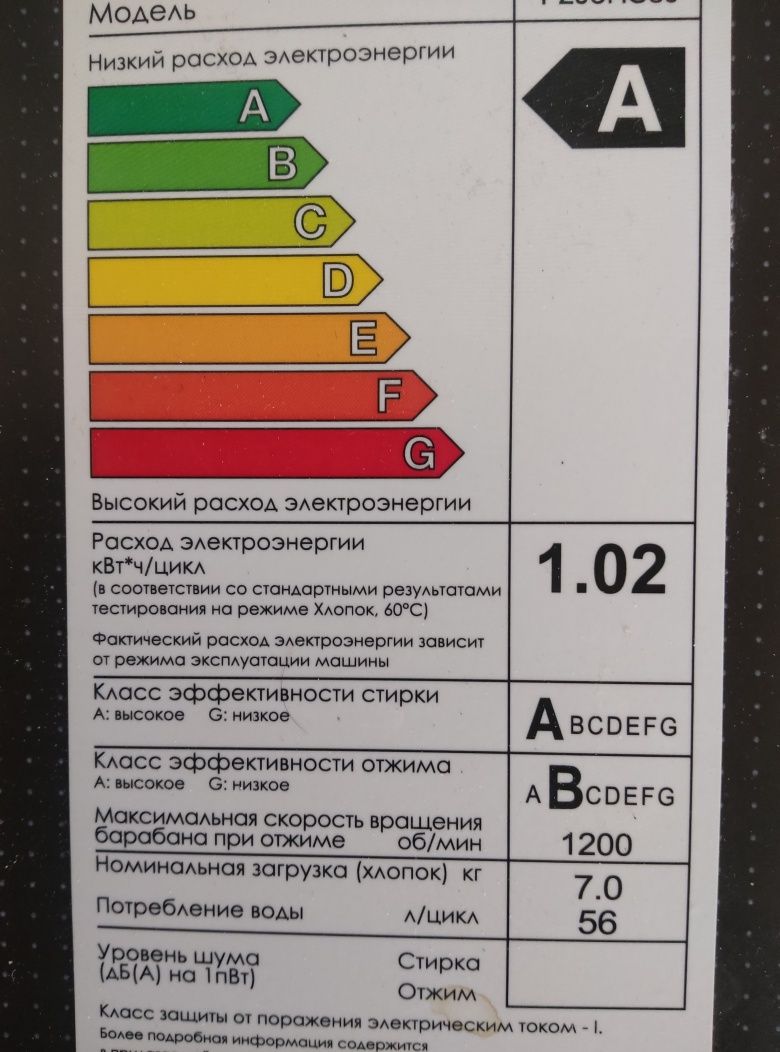 Модель
Низкий расход электроэнергии
A
A
B
C
D
E
F
G
Высокий расход электроэнергии
Расход электроэнергии
кВт*ч/цикл
1.02
(в соответствии со стандартными результатами
тестирования на режиме Хлопок, 60°С)
Фактический расход электроэнергии зависит
от режима эксплуатации машины
Класс эффективности стирки
А: высокое G: низкое
ABCDEFG
Класс эффективности отжима
А: высокое G: низкое
ABCDEFG
Максимальная скорость вращения
барабана при отжиме об/мин 1200
Номинальная загрузка (хлопок) кг 7.0
Потребление воды л/цикл 56
Уровень шума Стирка
(дБ(А) на 1пВт)
Отжим
Класс защиты от поражения электрическим током - I.
Более подробная информация содержится